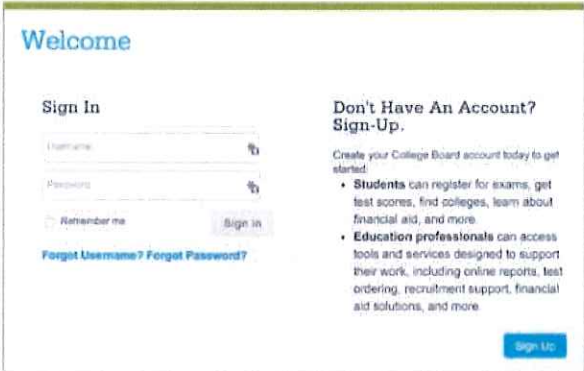 Welcome
Sign In
Username
Password
Remember me
Sign In
Forgot Username? Forgot Password?
Don't Have An Account?
Sign-Up.
Create your College Board account today to get
started:
• Students can register for exams, get
test scores, find colleges, learn about
financial aid, and more.
• Education professionals can access
tools and services designed to support
their work, including online reports, test
ordering, recruitment support, financial
aid solutions, and more.
Sign Up